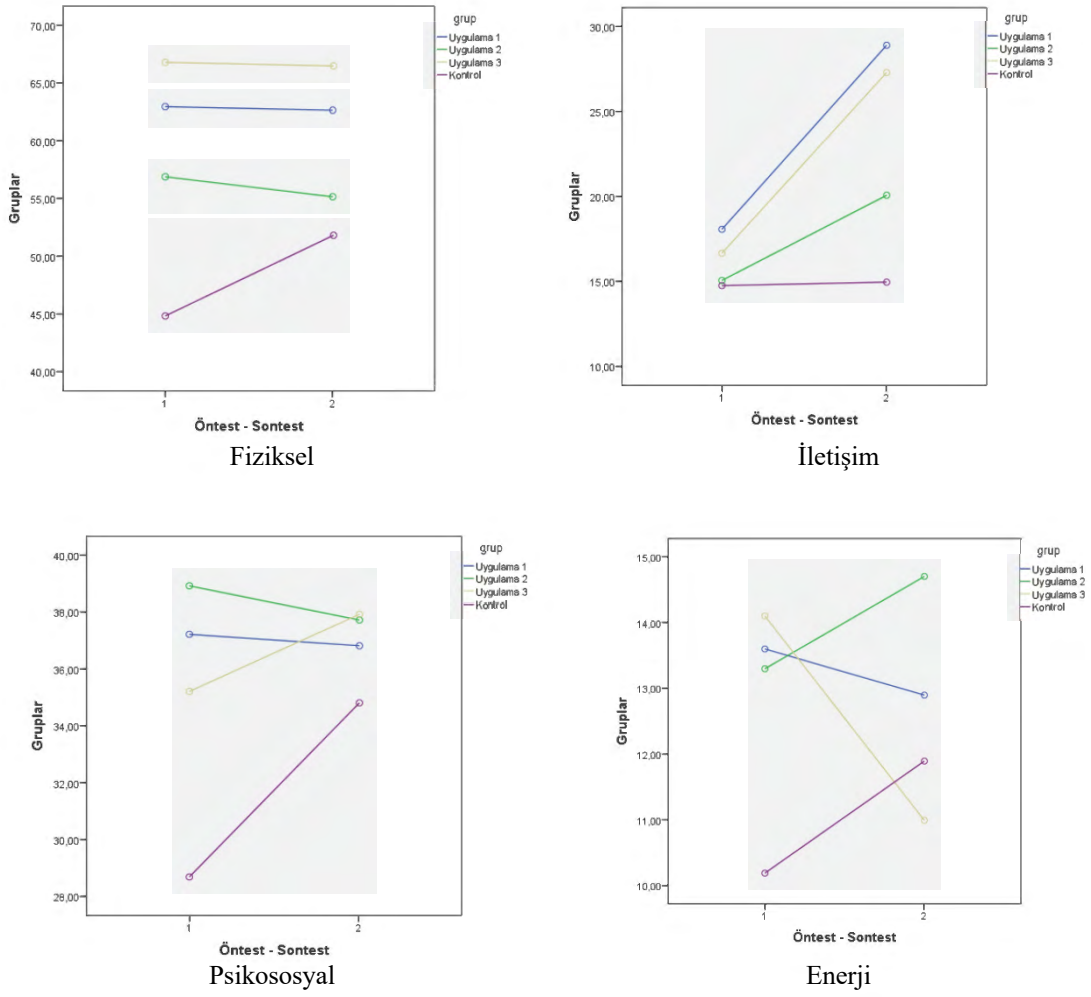 grup
Uygulama 1
Uygulama 2
Uygulama 3
Kontrol
70,00
65,00
60,00
55,00
50,00
45,00
40,00
Gruplar
1 2
Öntest - Sontest
Fiziksel
grup
Uygulama 1
Uygulama 2
Uygulama 3
Kontrol
30,00
25,00
20,00
15,00
10,00
Gruplar
1 2
Öntest - Sontest
İletişim
grup
Uygulama 1
Uygulama 2
Uygulama 3
Kontrol
40,00
38,00
36,00
34,00
32,00
30,00
28,00
Gruplar
1 2
Öntest - Sontest
Psikososyal
grup
Uygulama 1
Uygulama 2
Uygulama 3
Kontrol
15,00
14,00
13,00
12,00
11,00
10,00
Gruplar
1 2
Öntest - Sontest
Enerji